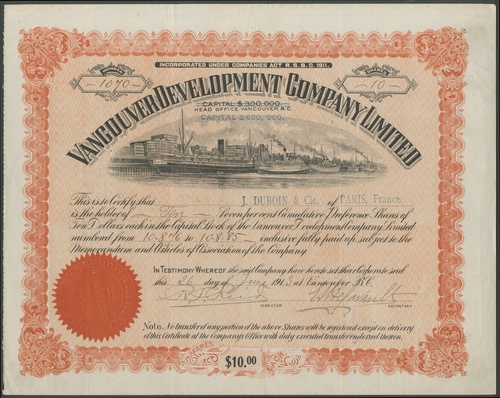 INCORPORATED UNDER COMPANIES ACT R.S.B.C. 1911.
NUMBER SHARES
1070 10
VANCOUVER DEVELOPMENT COMPANY, LIMITED
CAPITAL $300,000.
HEAD OFFICE VANCOUVER, B.C.
CAPITAL $600,000.
This is to Certify that J. DUBOIN & Cie. of PARIS, France.
is the holder of Ten Seven per cent Cumulative Preference Shares of
Ten Dollars each in the Capital Stock of the Vancouver Development Company Limited
numbered from to inclusive fully paid up, subject to the
Memorandum and Articles of Association of the Company.
IN TESTIMONY WHEREOF the said Company have hereto set their Corporate seal
this 26 day of June 1913 at Vancouver B.C.
DIRECTOR SECRETARY
Note. No transfer of any portion of the above Shares will be registered except on delivery
of this Certificate at the Company's Office with duly executed transfer endorsed thereon.
$10.00